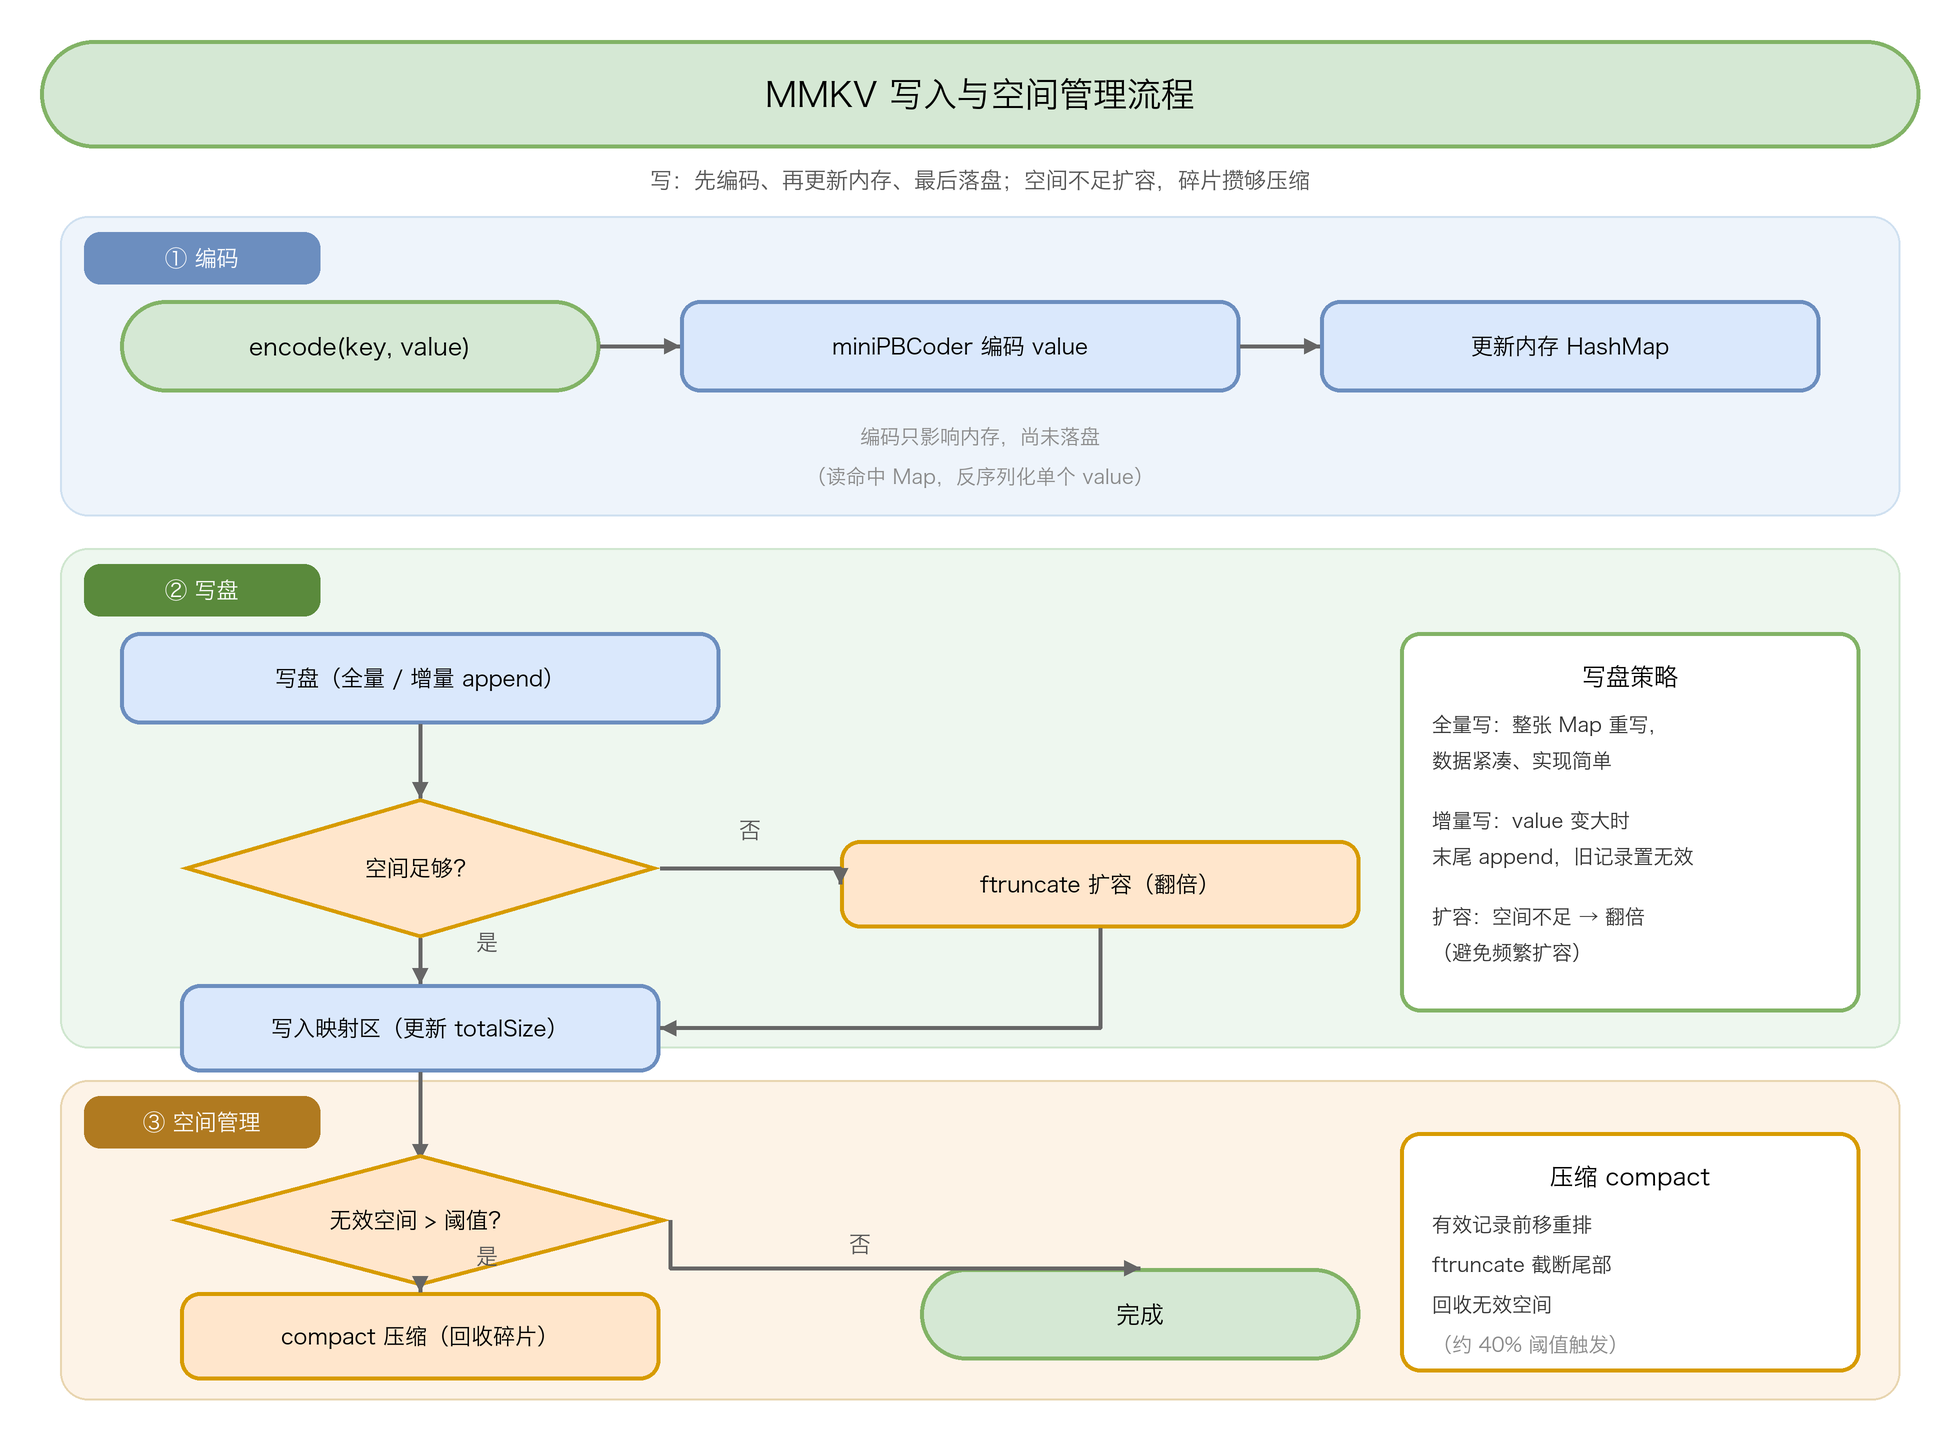 MMKV 写入与空间管理流程
写：先编码、再更新内存、最后落盘；空间不足扩容，碎片攒够压缩
① 编码
encode(key, value)
miniPBCoder 编码 value
更新内存 HashMap
编码只影响内存，尚未落盘
（读命中 Map，反序列化单个 value）
② 写盘
写盘（全量 / 增量 append）
空间足够？
否
ftruncate 扩容（翻倍）
是
写入映射区（更新 totalSize）
写盘策略
全量写：整张 Map 重写，
数据紧凑、实现简单
增量写：value 变大时
末尾 append，旧记录置无效
扩容：空间不足 → 翻倍
（避免频繁扩容）
③ 空间管理
无效空间 > 阈值？
是
否
compact 压缩（回收碎片）
完成
压缩 compact
有效记录前移重排
ftruncate 截断尾部
回收无效空间
（约 40% 阈值触发）